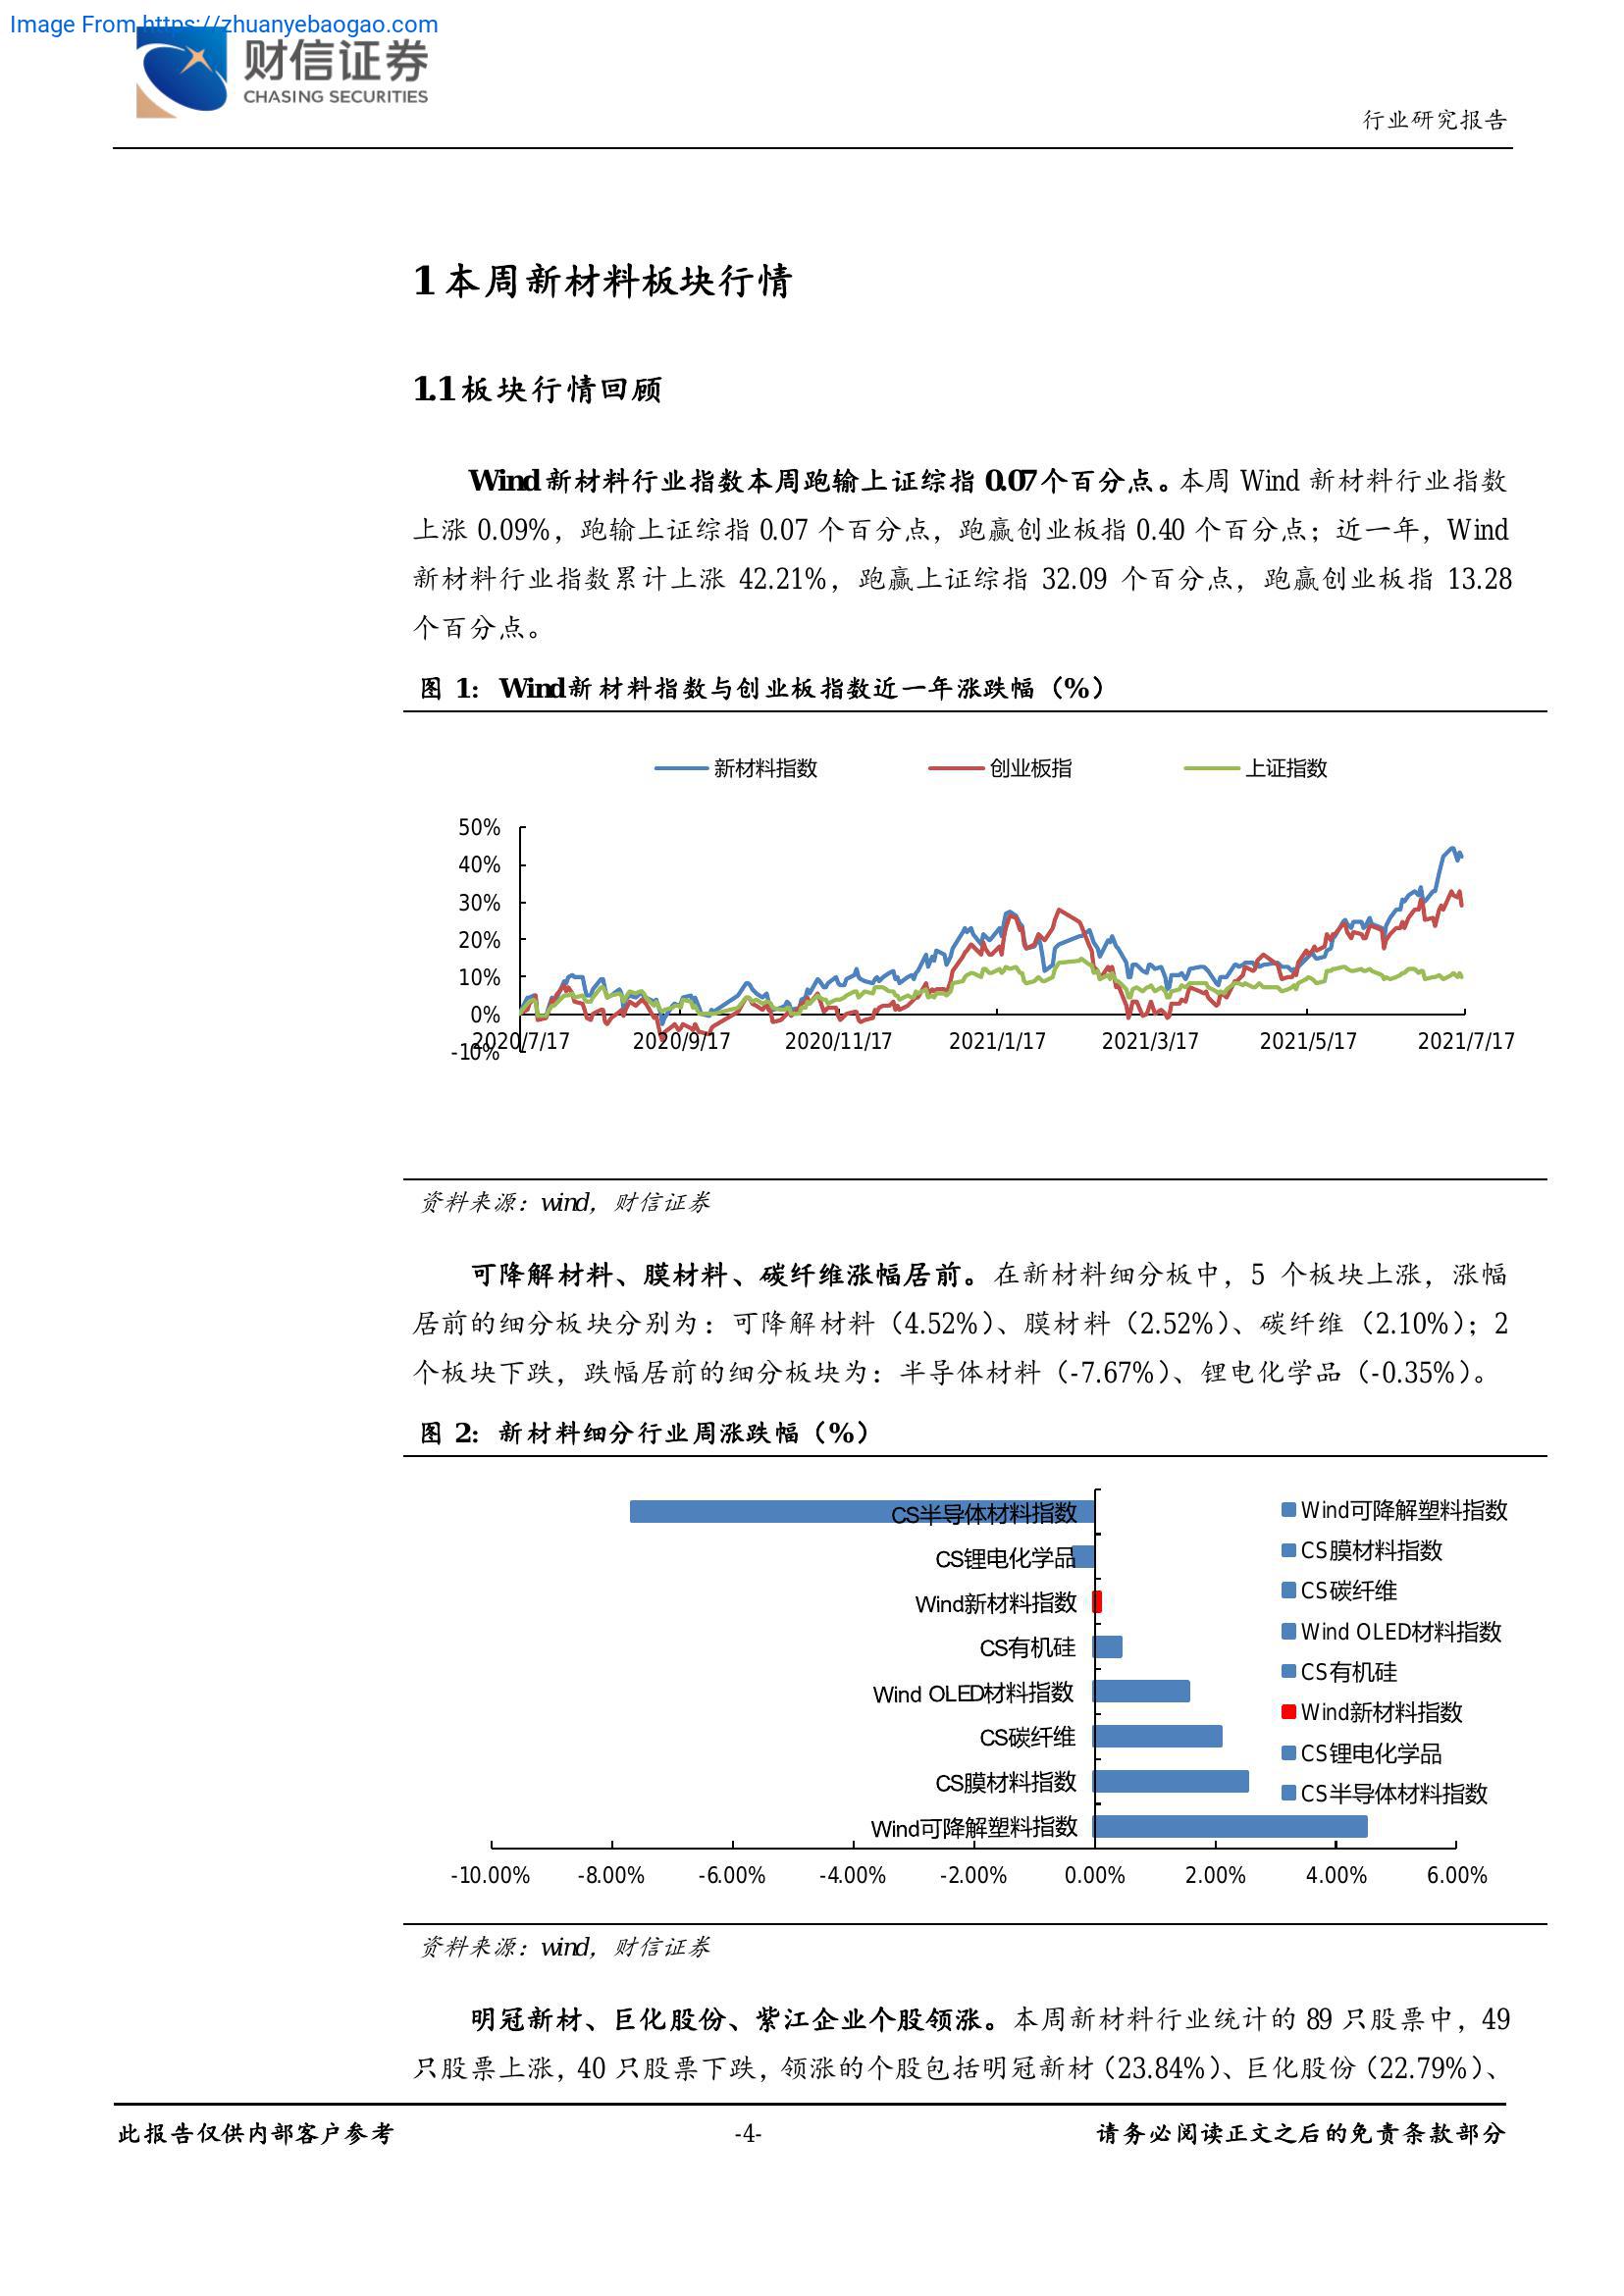 Image From https://zhuanyebaogao.com
财信证券
CHASING SECURITIES
行业研究报告
1 本周新材料板块行情
1.1 板块行情回顾
Wind 新材料行业指数本周跑输上证综指 0.07 个百分点。本周 Wind 新材料行业指数
上涨 0.09%，跑输上证综指 0.07 个百分点，跑赢创业板指 0.40 个百分点；近一年，Wind
新材料行业指数累计上涨 42.21%，跑赢上证综指 32.09 个百分点，跑赢创业板指 13.28
个百分点。
图 1: Wind 新材料指数与创业板指数近一年涨跌幅（%）
新材料指数 创业板指 上证指数
50%
40%
30%
20%
10%
0%
-10%
2020/7/17 2020/9/17 2020/11/17 2021/1/17 2021/3/17 2021/5/17 2021/7/17
资料来源：wind，财信证券
可降解材料、膜材料、碳纤维涨幅居前。在新材料细分板中，5 个板块上涨，涨幅
居前的细分板块分别为：可降解材料（4.52%）、膜材料（2.52%）、碳纤维（2.10%）；2
个板块下跌，跌幅居前的细分板块为：半导体材料（-7.67%）、锂电化学品（-0.35%）。
图 2: 新材料细分行业周涨跌幅（%）
CS半导体材料指数
CS锂电化学品
Wind新材料指数
CS有机硅
Wind OLED材料指数
CS碳纤维
CS膜材料指数
Wind可降解塑料指数
-10.00% -8.00% -6.00% -4.00% -2.00% 0.00% 2.00% 4.00% 6.00%
Wind可降解塑料指数
CS膜材料指数
CS碳纤维
Wind OLED材料指数
CS有机硅
Wind新材料指数
CS锂电化学品
CS半导体材料指数
资料来源：wind，财信证券
明冠新材、巨化股份、紫江企业个股领涨。本周新材料行业统计的 89 只股票中，49
只股票上涨，40 只股票下跌，领涨的个股包括明冠新材（23.84%）、巨化股份（22.79%）、
此报告仅供内部客户参考 -4- 请务必阅读正文之后的免责条款部分